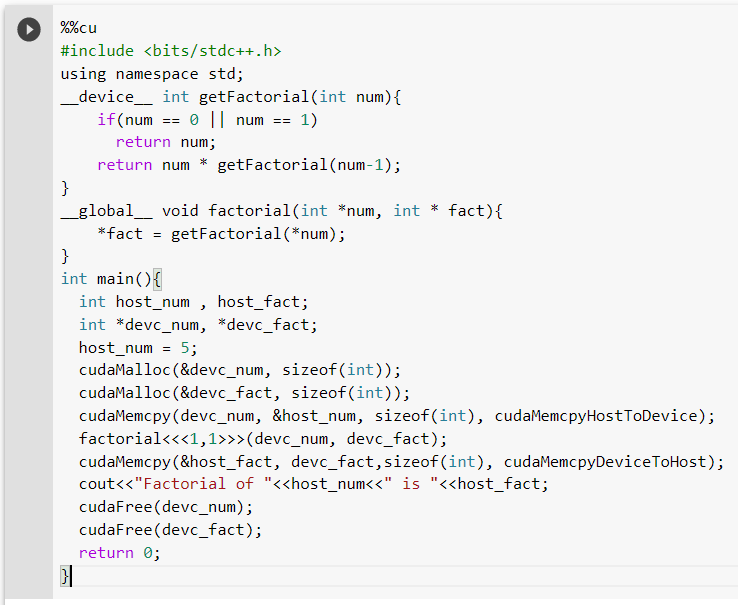 %%cu
#include <bits/stdc++.h>
using namespace std;
__device__ int getFactorial(int num){
    if(num == 0 || num == 1)
      return num;
    return num * getFactorial(num-1);
}
__global__ void factorial(int *num, int * fact){
    *fact = getFactorial(*num);
}
int main(){
  int host_num , host_fact;
  int *devc_num, *devc_fact;
  host_num = 5;
  cudaMalloc(&devc_num, sizeof(int));
  cudaMalloc(&devc_fact, sizeof(int));
  cudaMemcpy(devc_num, &host_num, sizeof(int), cudaMemcpyHostToDevice);
  factorial<<<1,1>>>(devc_num, devc_fact);
  cudaMemcpy(&host_fact, devc_fact,sizeof(int), cudaMemcpyDeviceToHost);
  cout<<"Factorial of "<<host_num<<" is "<<host_fact;
  cudaFree(devc_num);
  cudaFree(devc_fact);
  return 0;
}